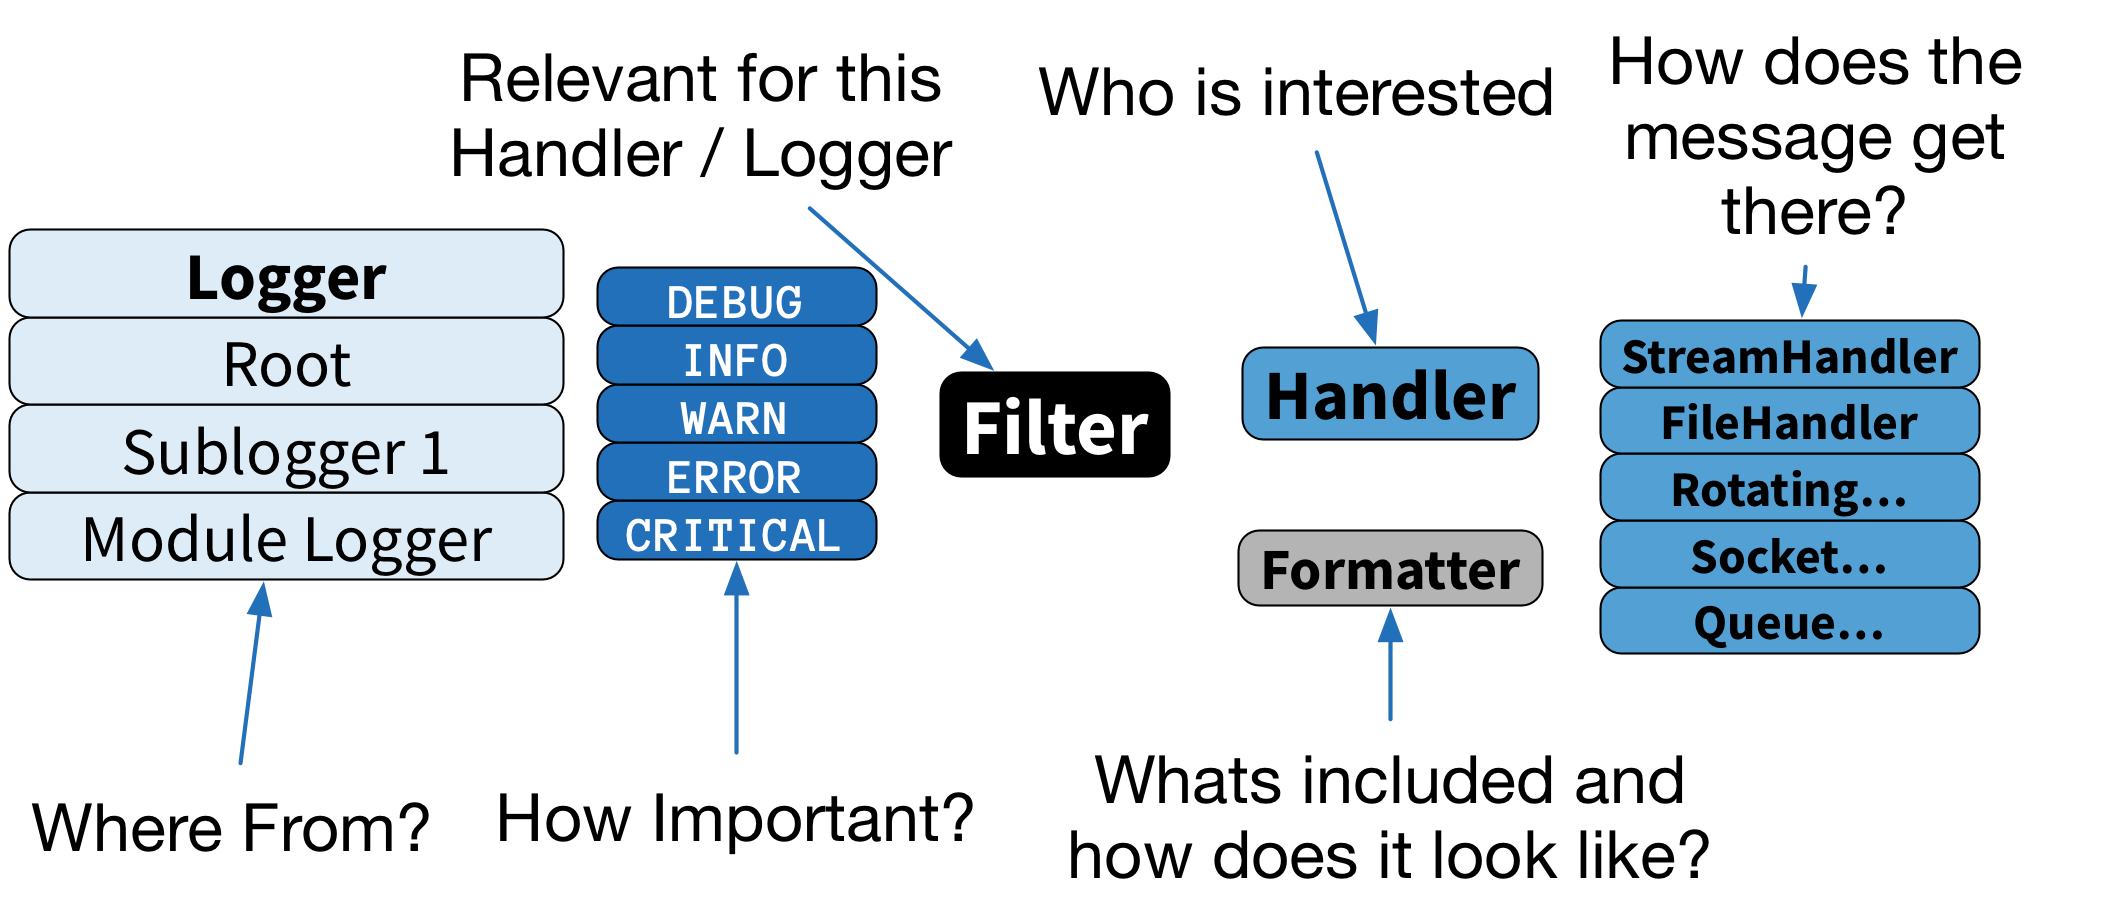 Relevant for this
Handler / Logger
Who is interested
How does the
message get
there?
Logger
Root
Sublogger 1
Module Logger
DEBUG
INFO
WARN
ERROR
CRITICAL
Filter
Handler
Formatter
StreamHandler
FileHandler
Rotating...
Socket...
Queue...
Where From?
How Important?
Whats included and
how does it look like?